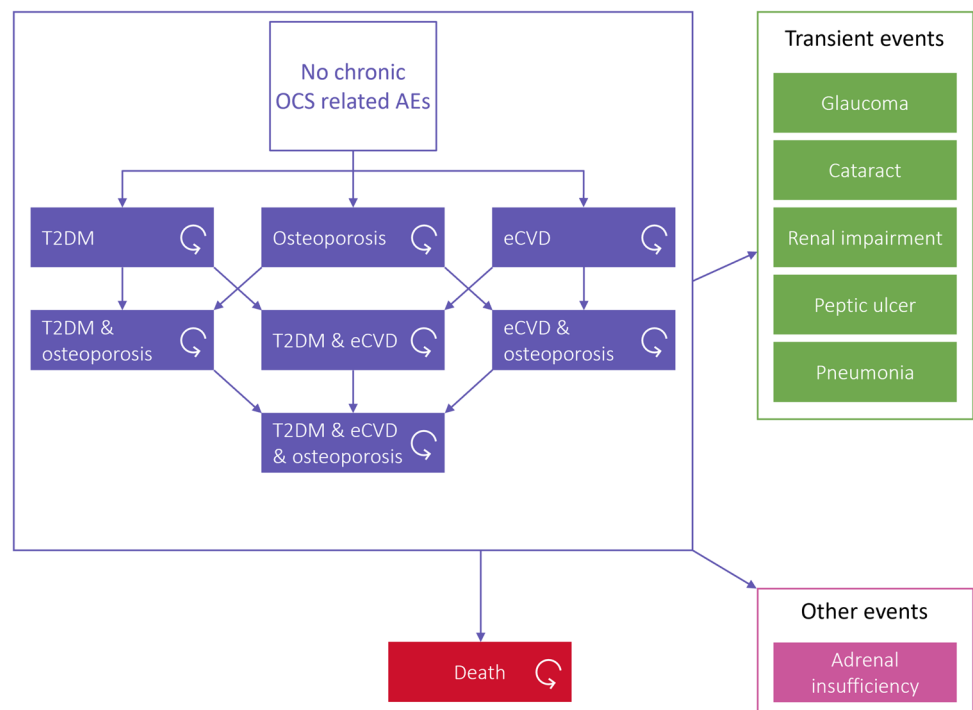 No chronic
OCS related AEs
T2DM
Osteoporosis
eCVD
T2DM &
osteoporosis
T2DM & eCVD
eCVD &
osteoporosis
T2DM & eCVD
& osteoporosis
Death
Transient events
Glaucoma
Cataract
Renal impairment
Peptic ulcer
Pneumonia
Other events
Adrenal
insufficiency